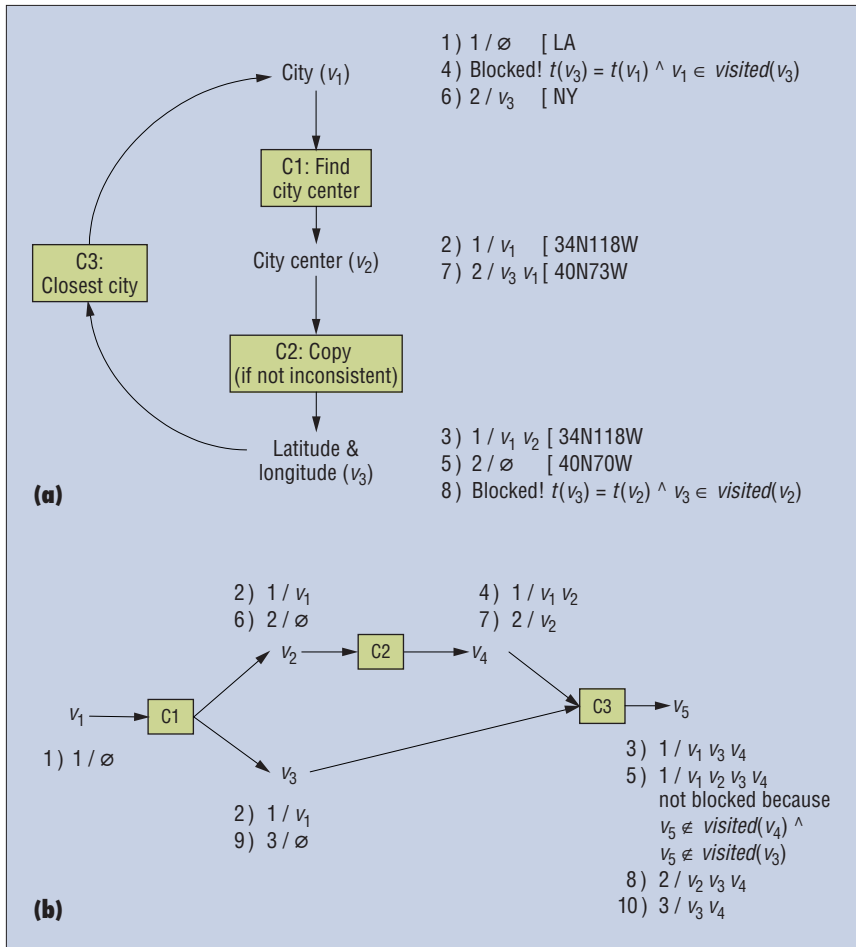 1) 1 / ∅ [ LA
City (v₁)
4) Blocked! t(v₃) = t(v₁) ^ v₁ ∈ visited(v₃)
6) 2 / v₃ [ NY
C1: Find
city center
C3:
Closest city
City center (v₂)
2) 1 / v₁ [ 34N118W
7) 2 / v₃ v₁ [ 40N73W
C2: Copy
(if not inconsistent)
Latitude &
longitude (v₃)
3) 1 / v₁ v₂ [ 34N118W
5) 2 / ∅ [ 40N70W
8) Blocked! t(v₃) = t(v₂) ^ v₃ ∈ visited(v₂)
(a)
2) 1 / v₁
6) 2 / ∅
4) 1 / v₁ v₂
7) 2 / v₂
v₂
C2
v₄
v₁
C1
C3
v₅
1) 1 / ∅
v₃
2) 1 / v₁
9) 3 / ∅
3) 1 / v₁ v₃ v₄
5) 1 / v₁ v₂ v₃ v₄
not blocked because
v₅ ∉ visited(v₄) ^
v₅ ∉ visited(v₃)
8) 2 / v₂ v₃ v₄
10) 3 / v₃ v₄
(b)